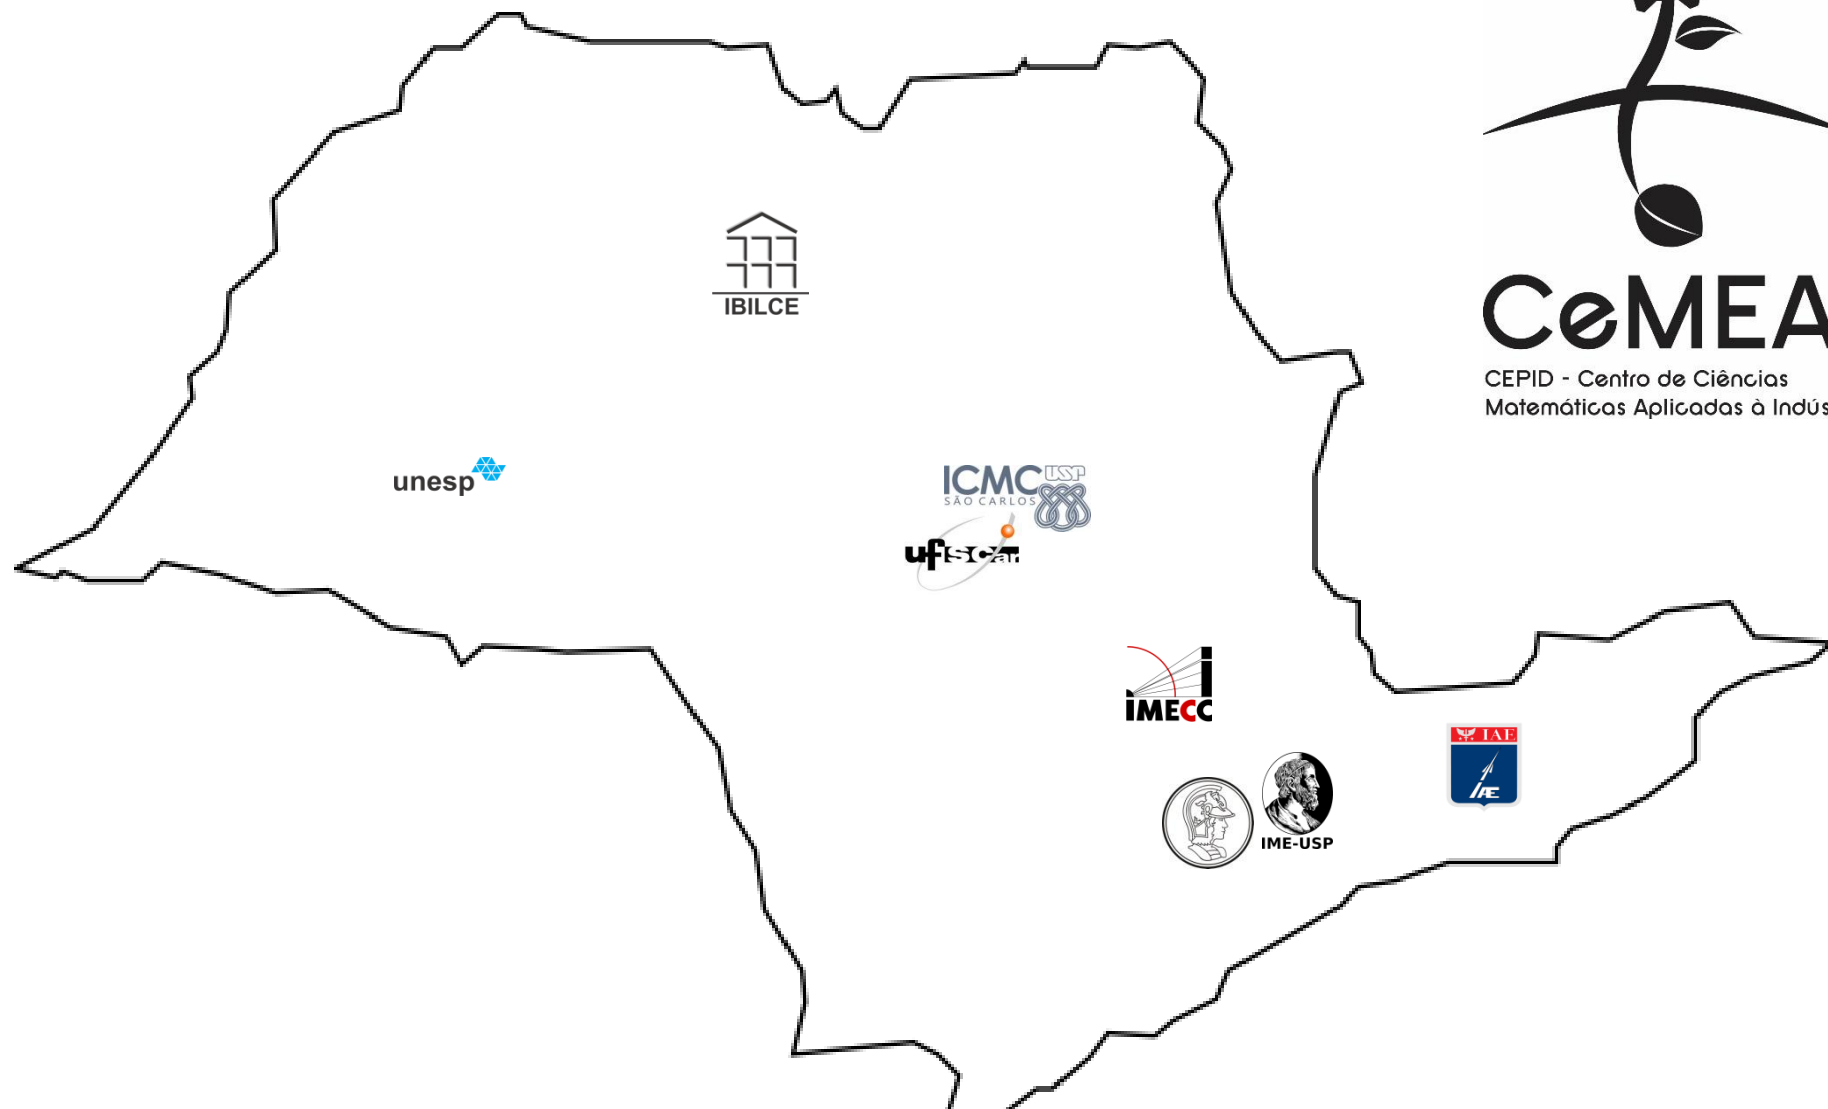 CeMEA
CEPID - Centro de Ciências
Matemáticas Aplicadas à Indús
IBILCE
unesp
ICMC USP
SÃO CARLOS
ufscar
iMECC
IAE
IAE
IME-USP